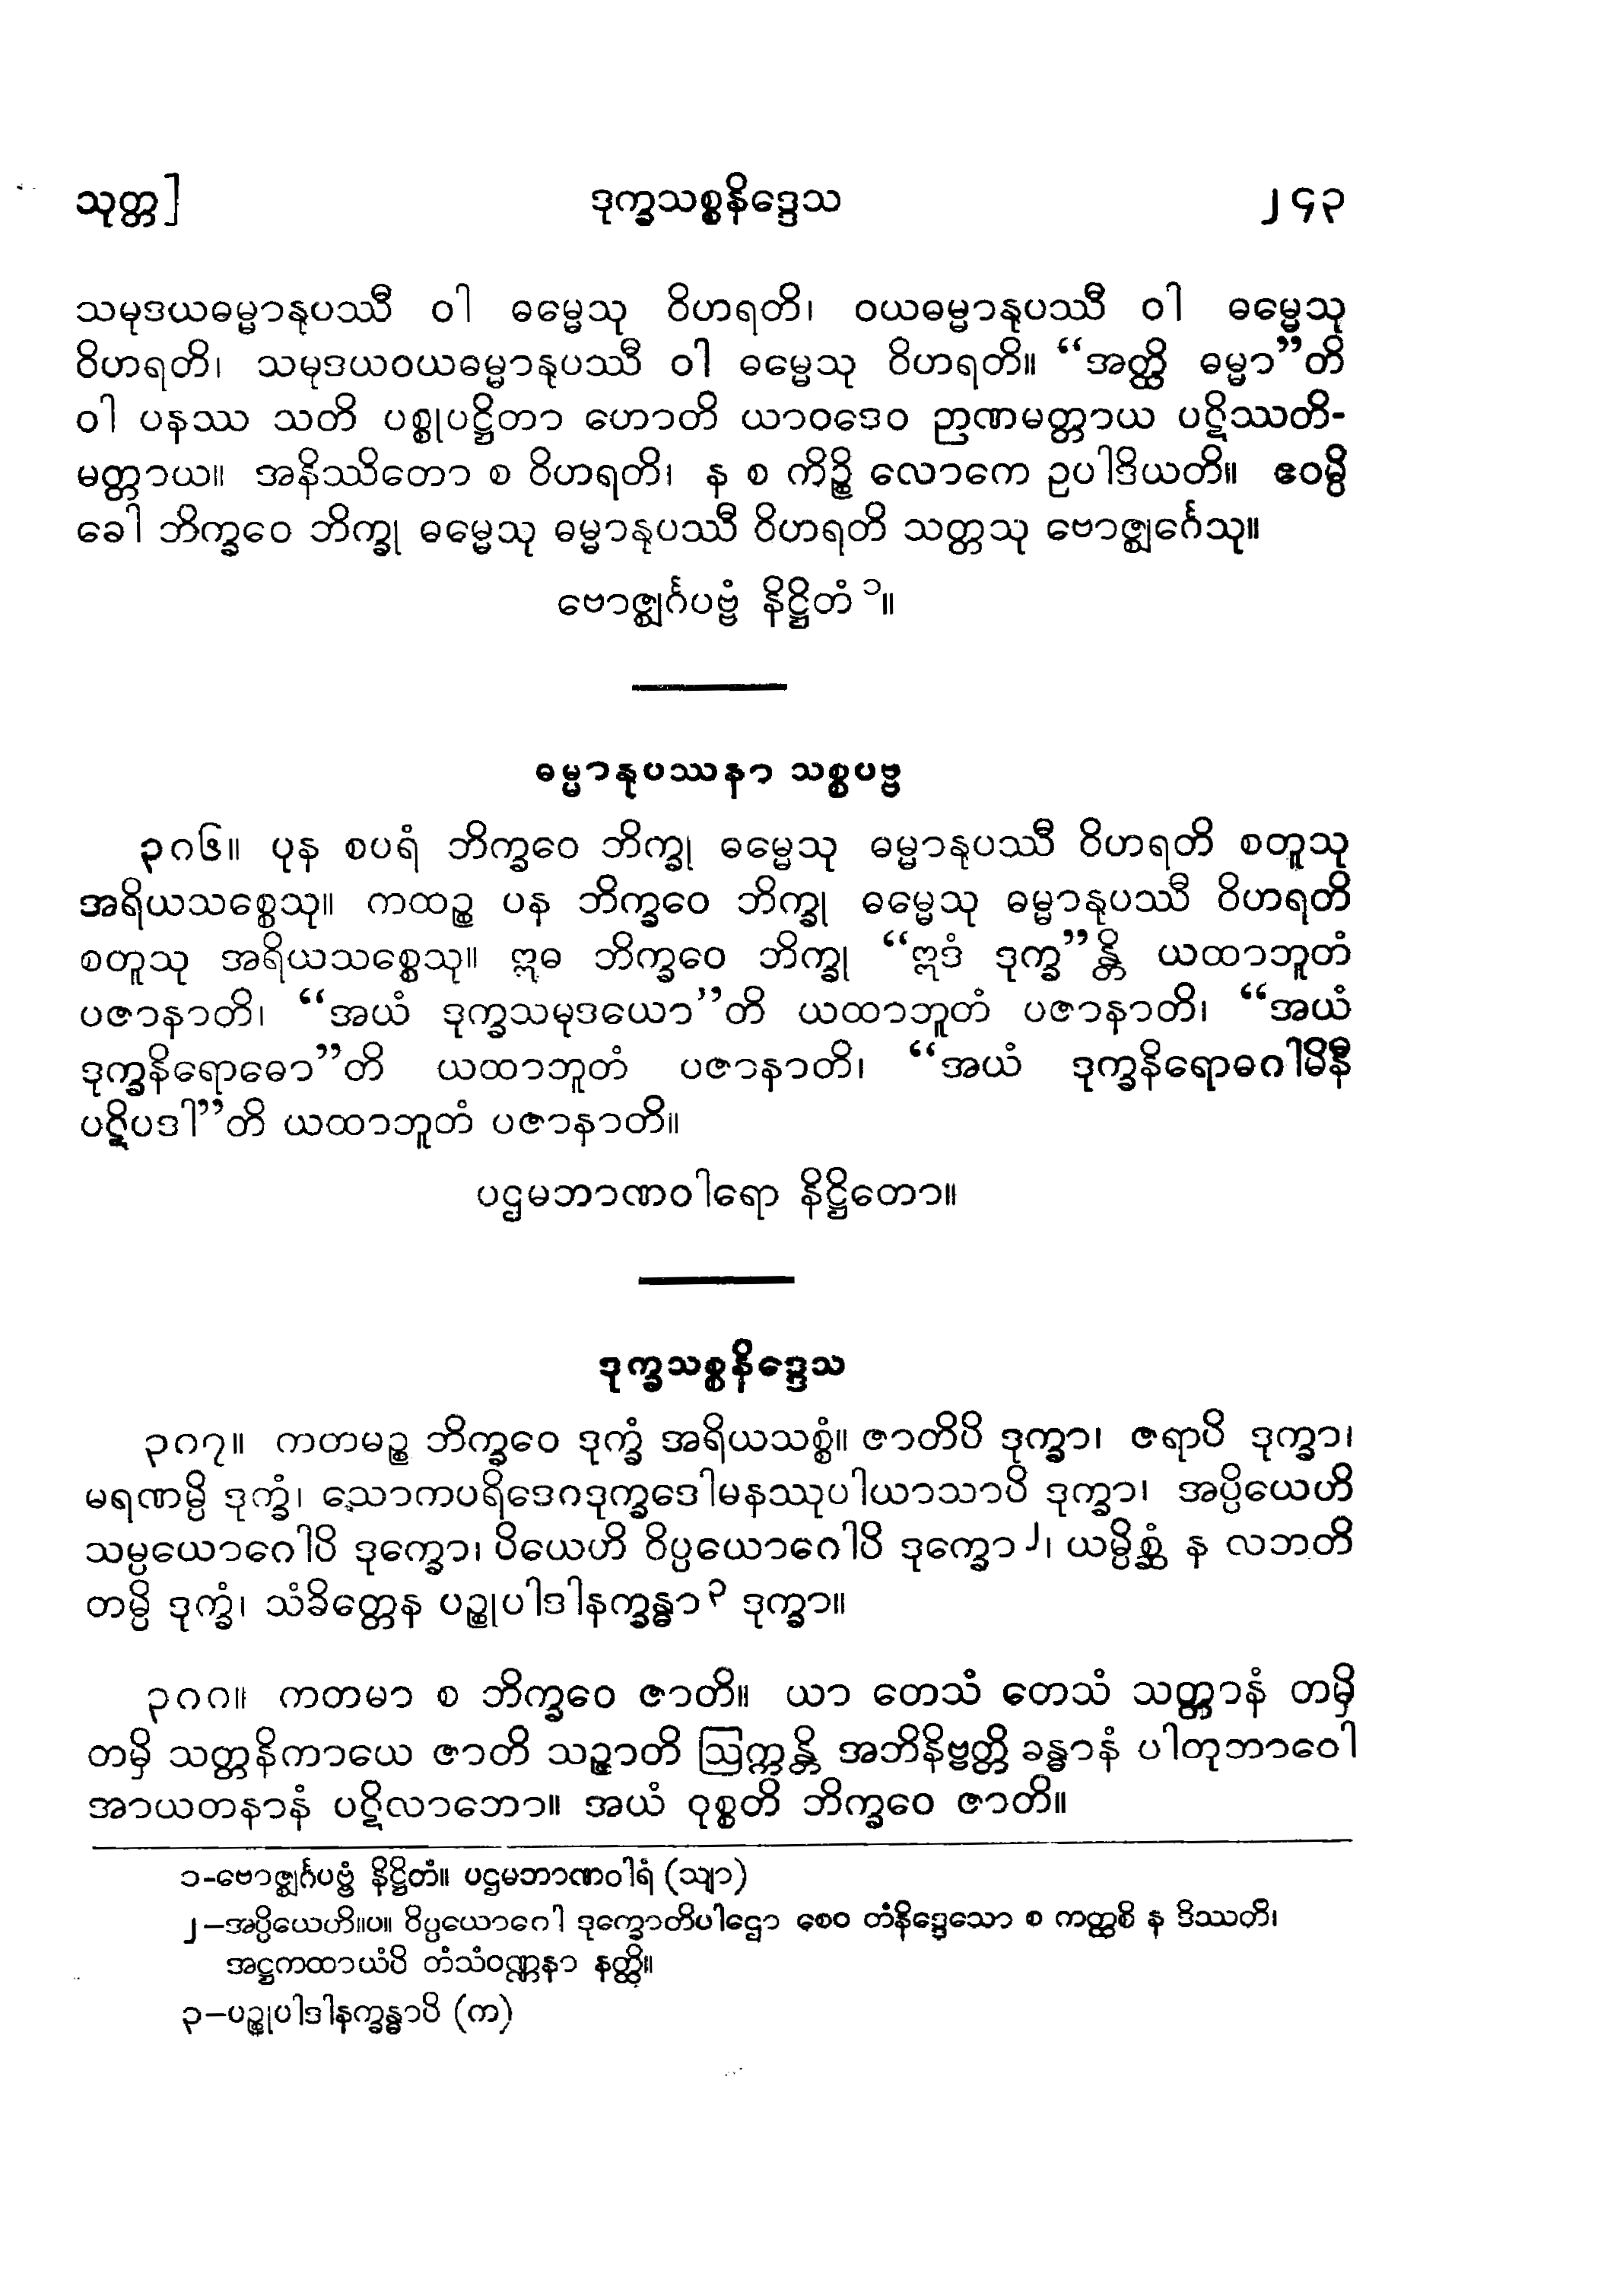 သုတ္တ] ဒုက္ခသစ္စနိဒ္ဒေသ ၂၄၃
သမုဒယဓမ္မာနုပဿီ ဝါ ဓမ္မေသု ဝိဟရတိ၊ ဝယဓမ္မာနုပဿီ ဝါ ဓမ္မေသု
ဝိဟရတိ၊ သမုဒယဝယဓမ္မာနုပဿီ ဝါ ဓမ္မေသု ဝိဟရတိ။ “အတ္ထိ ဓမ္မာ”တိ
ဝါ ပနဿ သတိ ပစ္စုပဋ္ဌိတာ ဟောတိ ယာဝဒေဝ ဉာဏမတ္တာယ ပဋိဿတိ-
မတ္တာယ။ အနိဿိတော စ ဝိဟရတိ၊ န စ ကိဉ္စိ လောကေ ဥပါဒိယတိ။ ဧဝမ္ပိ
ခေါ ဘိက္ခဝေ ဘိက္ခု ဓမ္မေသု ဓမ္မာနုပဿီ ဝိဟရတိ သတ္တသု ဗောဇ္ဈင်္ဂေသု။
ဗောဇ္ဈင်္ဂပဗ္ဗံ နိဋ္ဌိတံ ၁။
ဓမ္မာနုပဿနာ သစ္စပဗ္ဗ
၃၈၆။ ပုန စပရံ ဘိက္ခဝေ ဘိက္ခု ဓမ္မေသု ဓမ္မာနုပဿီ ဝိဟရတိ စတူသု
အရိယသစ္စေသု။ ကထဉ္စ ပန ဘိက္ခဝေ ဘိက္ခု ဓမ္မေသု ဓမ္မာနုပဿီ ဝိဟရတိ
စတူသု အရိယသစ္စေသု။ ဣဓ ဘိက္ခဝေ ဘိက္ခု “ဣဒံ ဒုက္ခ”န္တိ ယထာဘူတံ
ပဇာနာတိ၊ “အယံ ဒုက္ခသမုဒယော”တိ ယထာဘူတံ ပဇာနာတိ၊ “အယံ
ဒုက္ခနိရောဓော”တိ ယထာဘူတံ ပဇာနာတိ၊ “အယံ ဒုက္ခနိရောဓဂါမိနီ
ပဋိပဒါ”တိ ယထာဘူတံ ပဇာနာတိ။
ပဌမဘာဏဝါရော နိဋ္ဌိတော။
ဒုက္ခသစ္စနိဒ္ဒေသ
၃၈၇။ ကတမဉ္စ ဘိက္ခဝေ ဒုက္ခံ အရိယသစ္စံ။ ဇာတိပိ ဒုက္ခာ၊ ဇရာပိ ဒုက္ခာ၊
မရဏမ္ပိ ဒုက္ခံ၊ သောကပရိဒေဝဒုက္ခဒေါမနဿုပါယာသာပိ ဒုက္ခာ၊ အပ္ပိယေဟိ
သမ္ပယောဂေါပိ ဒုက္ခော၊ ပိယေဟိ ဝိပ္ပယောဂေါပိ ဒုက္ခော ၂၊ ယမ္ပိစ္ဆံ န လဘတိ
တမ္ပိ ဒုက္ခံ၊ သံခိတ္တေန ပဉ္စုပါဒါနက္ခန္ဓာ ၃ ဒုက္ခာ။
၃၈၈။ ကတမာ စ ဘိက္ခဝေ ဇာတိ။ ယာ တေသံ တေသံ သတ္တာနံ တမှိ
တမှိ သတ္တနိကာယေ ဇာတိ သဉ္ဇာတိ ဩက္ကန္တိ အဘိနိဗ္ဗတ္တိ ခန္ဓာနံ ပါတုဘာဝေါ
အာယတနာနံ ပဋိလာဘော။ အယံ ဝုစ္စတိ ဘိက္ခဝေ ဇာတိ။
၁-ဗောဇ္ဈင်္ဂပဗ္ဗံ နိဋ္ဌိတံ။ ပဌမဘာဏဝါရံ (သျာ)
၂–အပ္ပိယေဟိ။ပ။ ဝိပ္ပယောဂေါ ဒုက္ခောတိပါဌော စေဝ တံနိဒ္ဒေသော စ ကတ္ထစိ န ဒိဿတိ၊
အဋ္ဌကထာယံပိ တံသံဝဏ္ဏနာ နတ္ထိ။
၃–ပဉ္စုပါဒါနက္ခန္ဓာပိ (က)